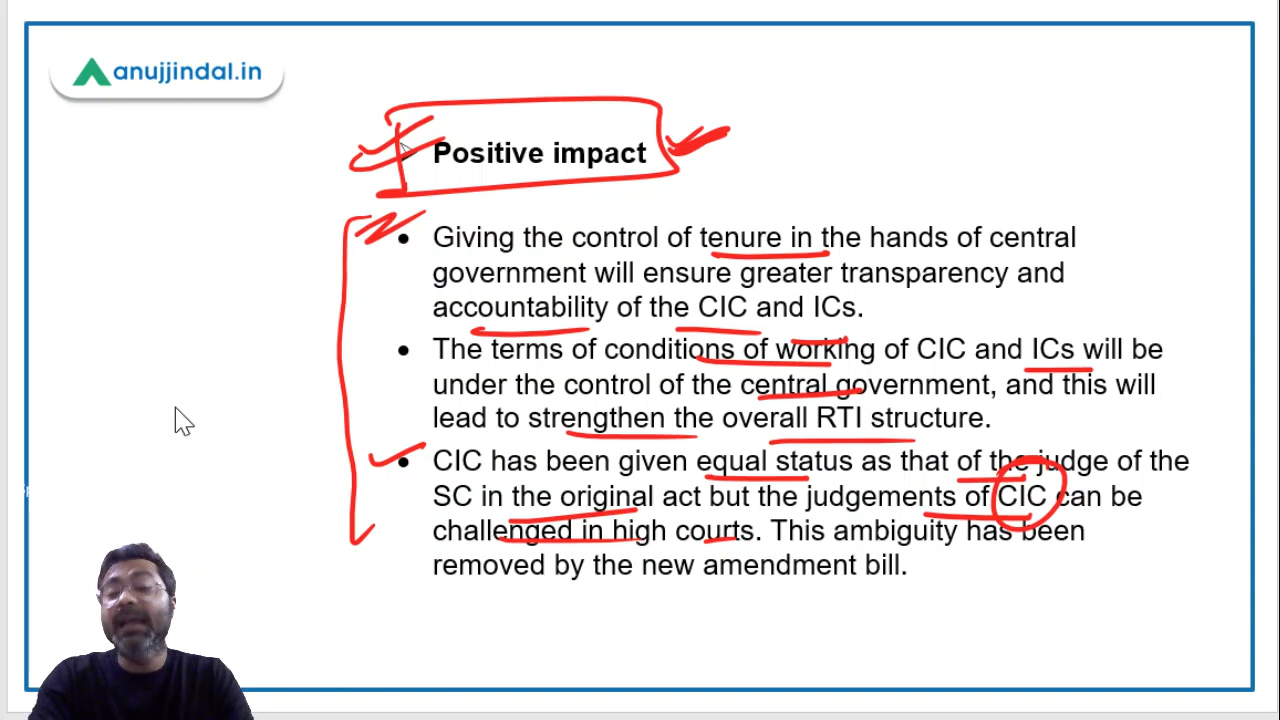 anujjindal.in
Positive impact
Giving the control of tenure in the hands of central
government will ensure greater transparency and
accountability of the CIC and ICs.
The terms of conditions of working of CIC and ICs will be
under the control of the central government, and this will
lead to strengthen the overall RTI structure.
CIC has been given equal status as that of the judge of the
SC in the original act but the judgements of CIC can be
challenged in high courts. This ambiguity has been
removed by the new amendment bill.